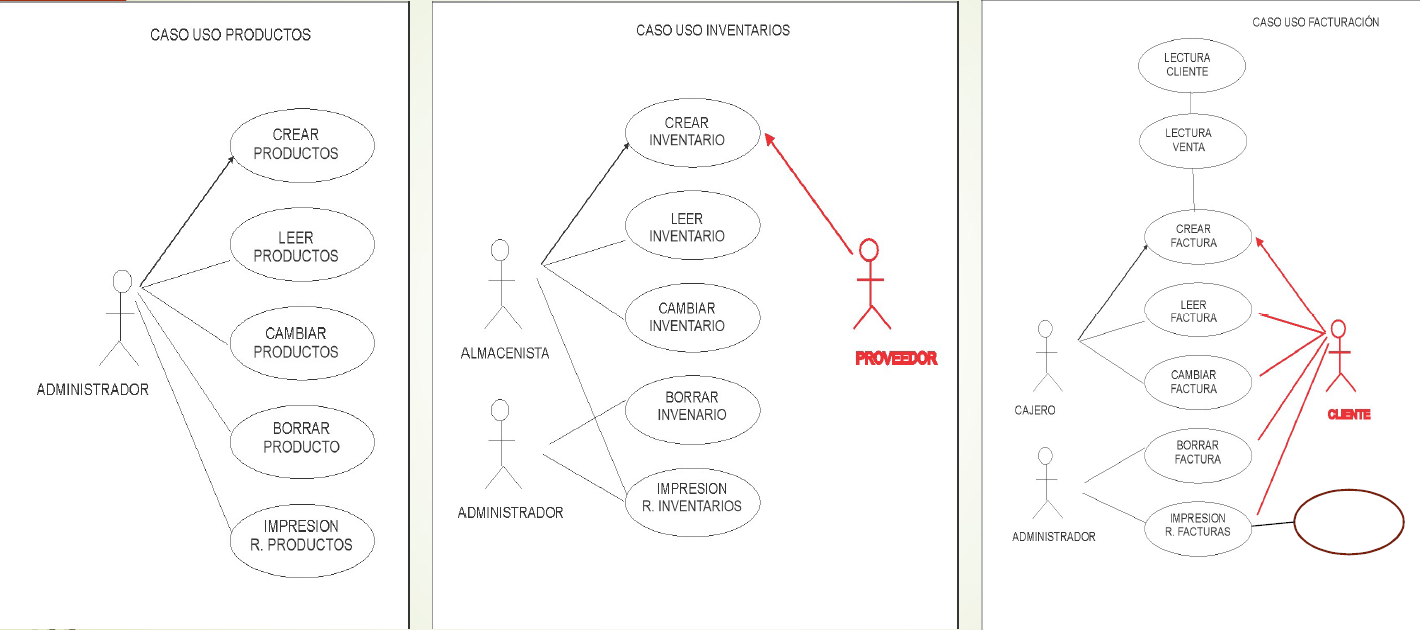 CASO USO PRODUCTOS
CREAR
PRODUCTOS
LEER
PRODUCTOS
CAMBIAR
PRODUCTOS
BORRAR
PRODUCTO
IMPRESION
R. PRODUCTOS
ADMINISTRADOR
CASO USO INVENTARIOS
CREAR
INVENTARIO
LEER
INVENTARIO
CAMBIAR
INVENTARIO
BORRAR
INVENARIO
IMPRESION
R. INVENTARIOS
ALMACENISTA
ADMINISTRADOR
PROVEEDOR
CASO USO FACTURACIÓN
LECTURA
CLIENTE
LECTURA
VENTA
CREAR
FACTURA
LEER
FACTURA
CAMBIAR
FACTURA
BORRAR
FACTURA
IMPRESION
R. FACTURAS
CAJERO
ADMINISTRADOR
CLIENTE